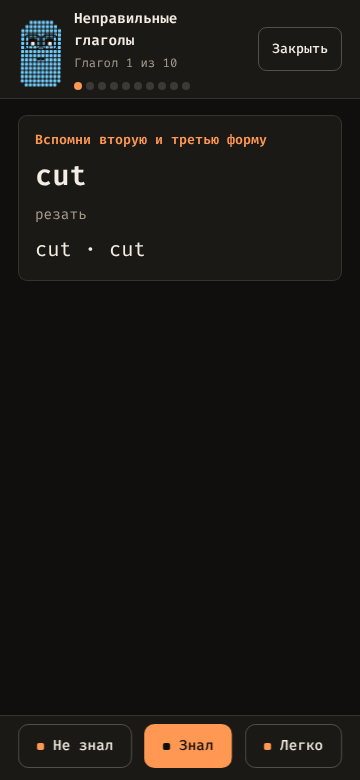 Неправильные
глаголы
Глагол 1 из 10
Закрыть
Вспомни вторую и третью форму
cut
резать
cut · cut
Не знал
Знал
Легко